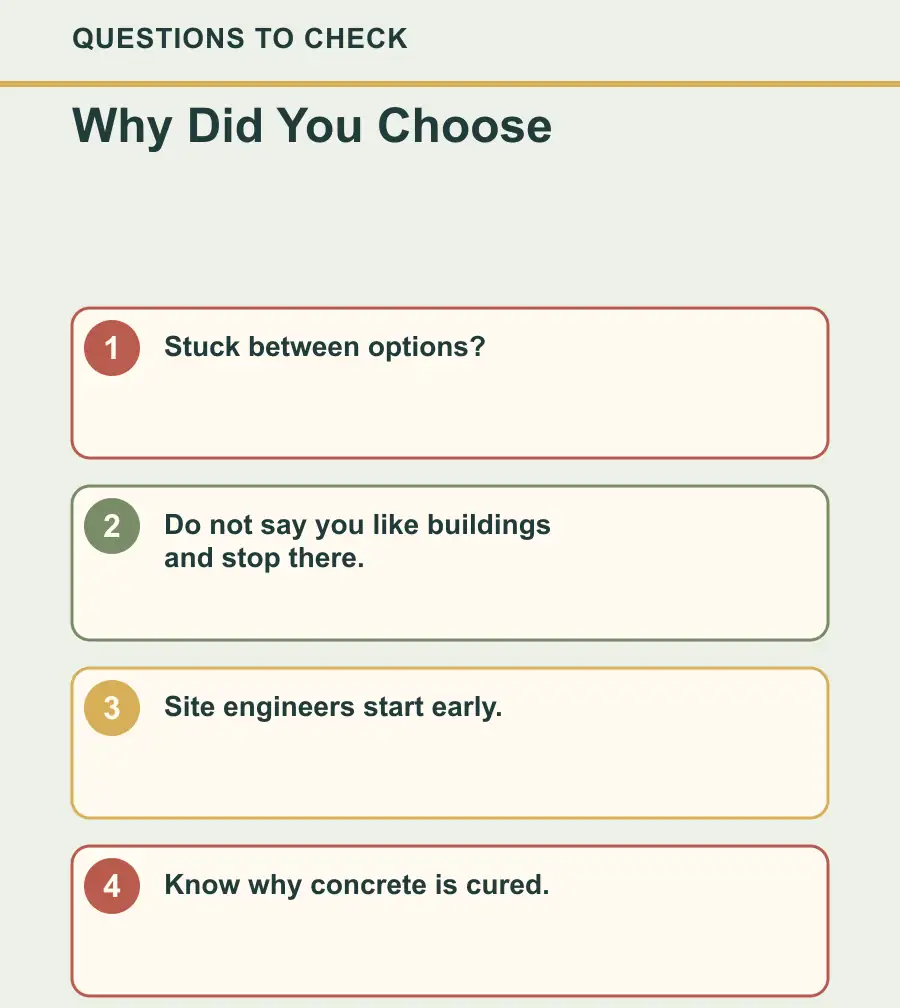 QUESTIONS TO CHECK
Why Did You Choose
1
Stuck between options?
2
Do not say you like buildings
and stop there.
3
Site engineers start early.
4
Know why concrete is cured.